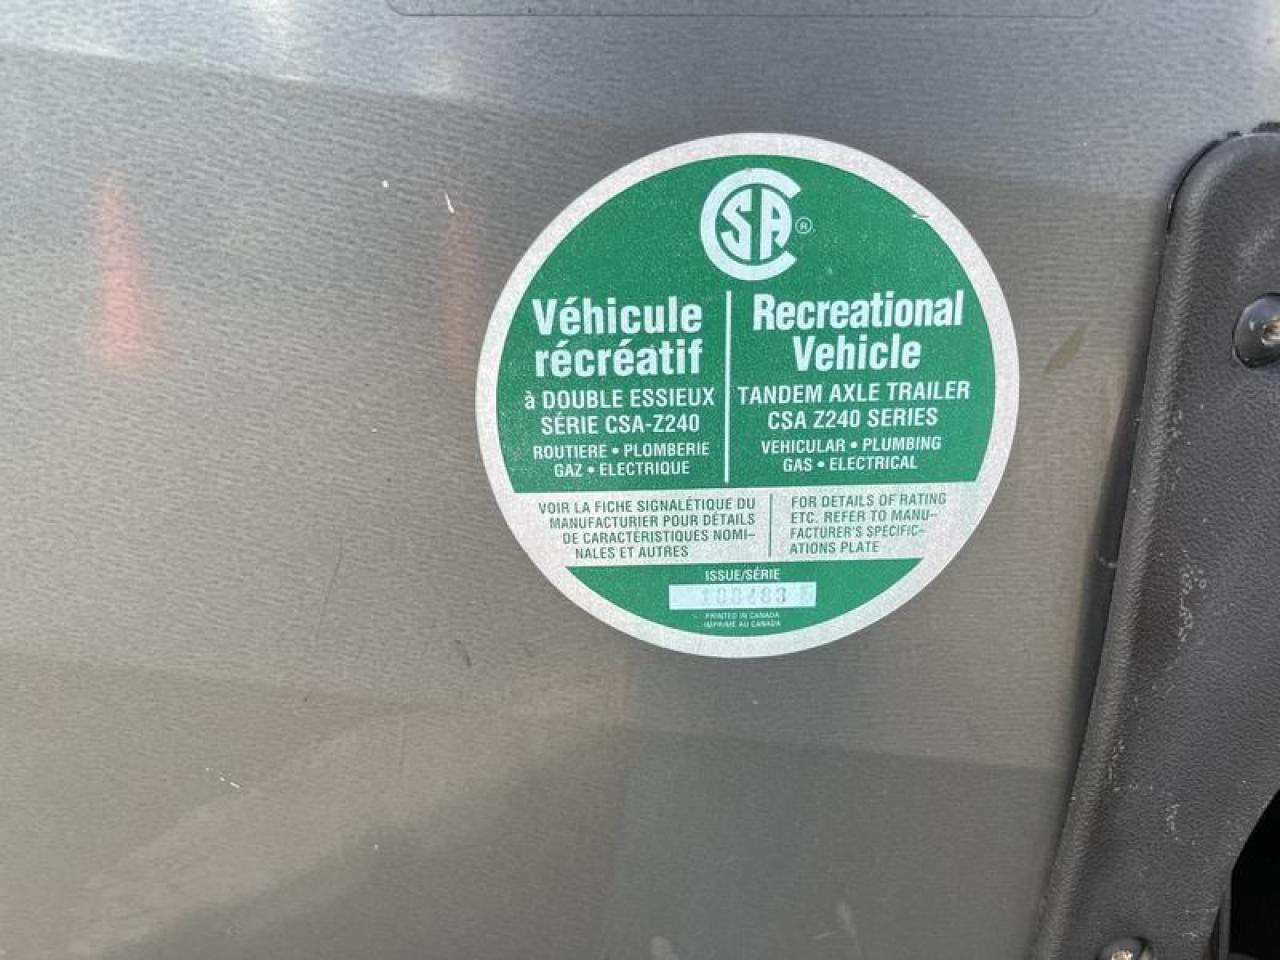 CSA ®
Véhicule
récréatif
à DOUBLE ESSIEUX
SÉRIE CSA-Z240
ROUTIERE • PLOMBERIE
GAZ • ELECTRIQUE
Recreational
Vehicle
TANDEM AXLE TRAILER
CSA Z240 SERIES
VEHICULAR • PLUMBING
GAS • ELECTRICAL
VOIR LA FICHE SIGNALÉTIQUE DU
MANUFACTURIER POUR DÉTAILS
DE CARACTÉRISTIQUES NOMI-
NALES ET AUTRES
FOR DETAILS OF RATING
ETC. REFER TO MANU-
FACTURER'S SPECIFIC-
ATIONS PLATE
ISSUE/SÉRIE
PRINTED IN CANADA
IMPRIMÉ AU CANADA